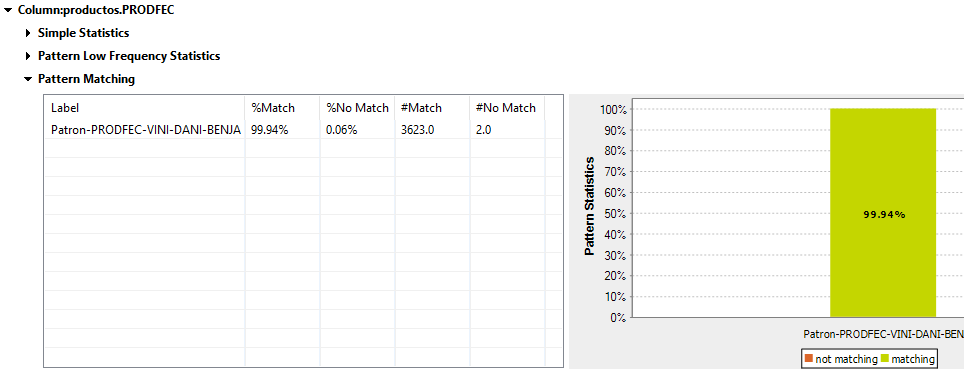 Column:productos.PRODFEC
Simple Statistics
Pattern Low Frequency Statistics
Pattern Matching
Label %Match %No Match #Match #No Match
Patron-PRODFEC-VINI-DANI-BENJA 99.94% 0.06% 3623.0 2.0
Pattern Statistics
100%
90%
80%
70%
60%
50%
40%
30%
20%
10%
0%
99.94%
Patron-PRODFEC-VINI-DANI-BEN
not matching matching